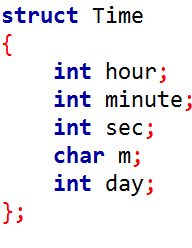 struct Time
{
    int hour;
    int minute;
    int sec;
    char m;
    int day;
};